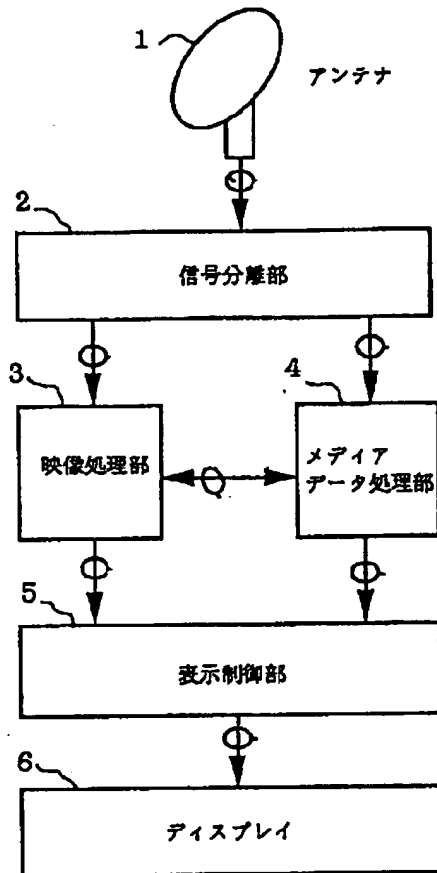 1
アンテナ
2
信号分離部
3
映像処理部
4
メディア
データ処理部
5
表示制御部
6
ディスプレイ